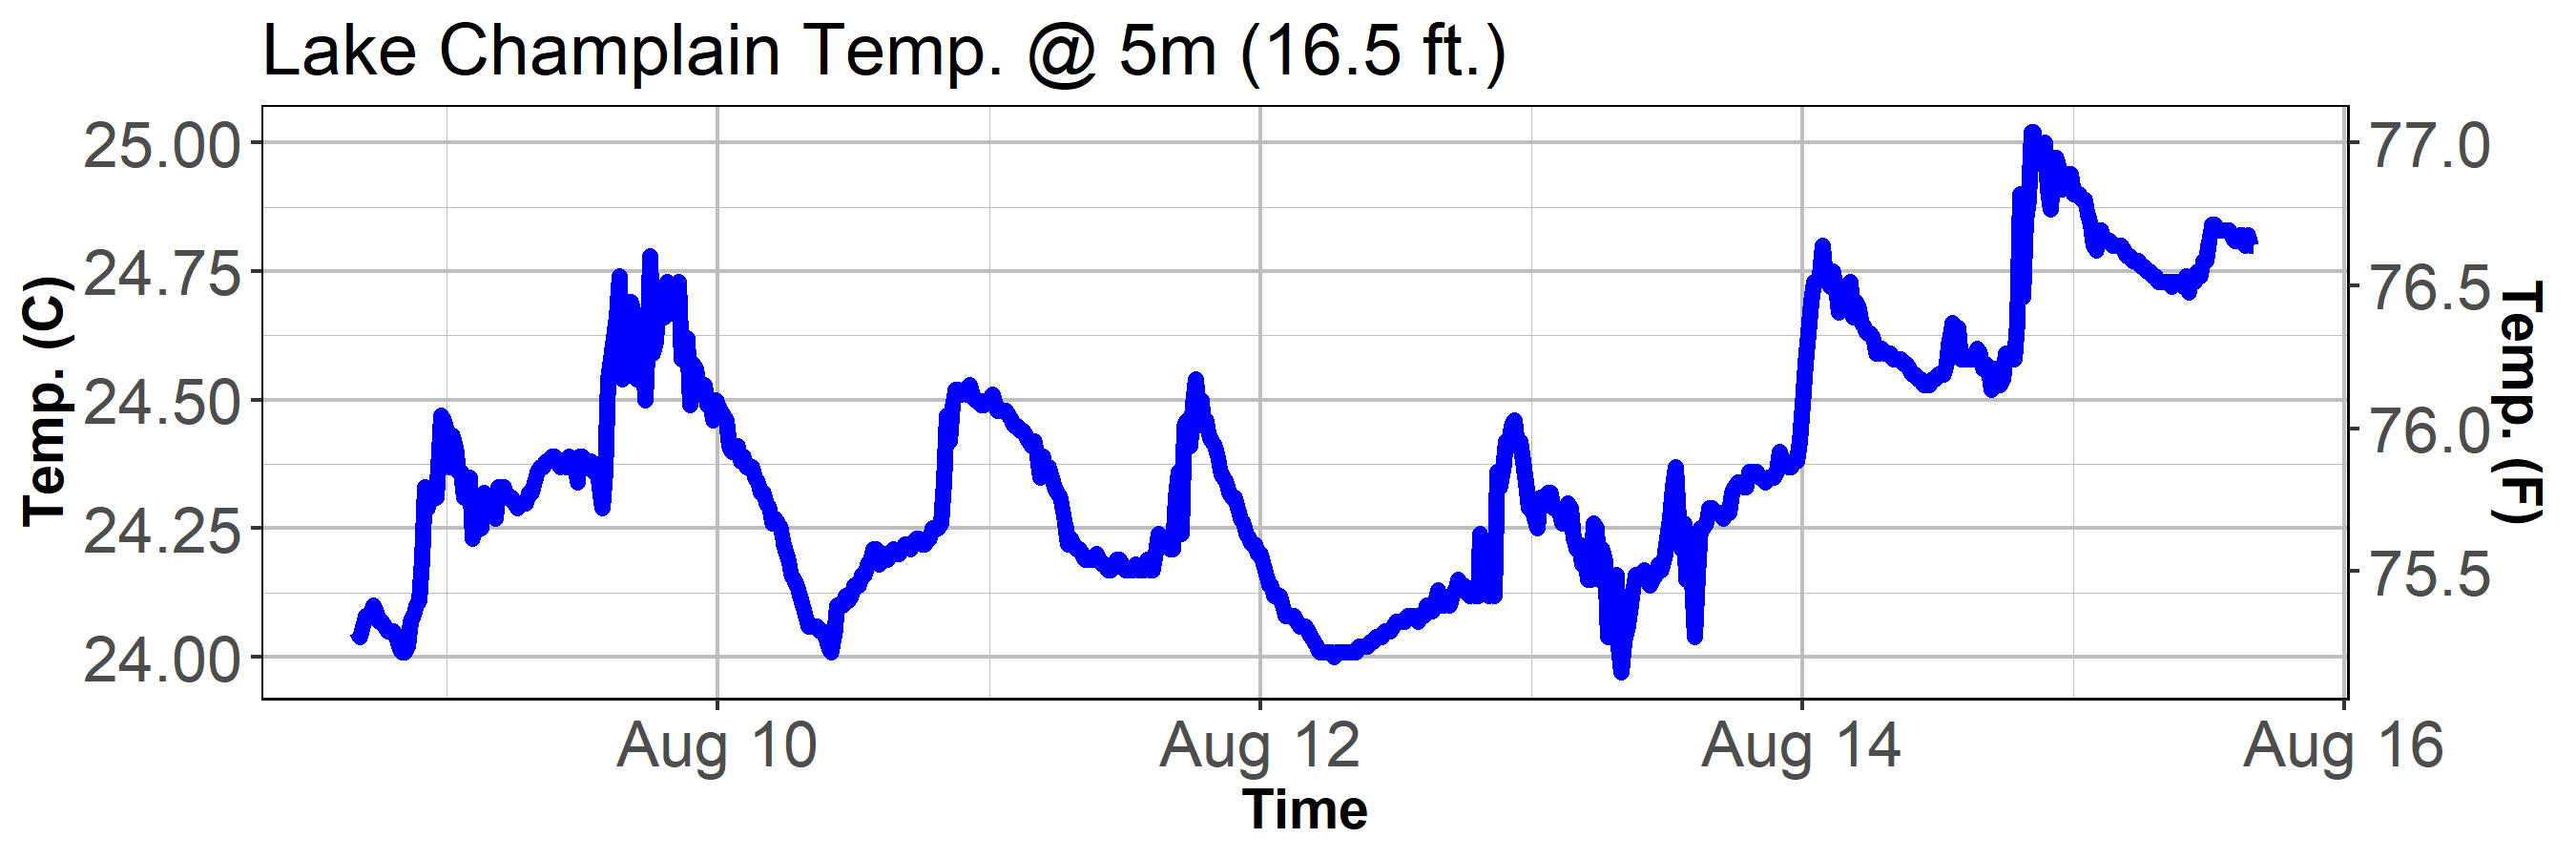 Lake Champlain Temp. @ 5m (16.5 ft.)
Temp. (C)
25.00
24.75
24.50
24.25
24.00
77.0
76.5
76.0
75.5
Temp. (F)
Aug 10 Aug 12 Aug 14 Aug 16
Time